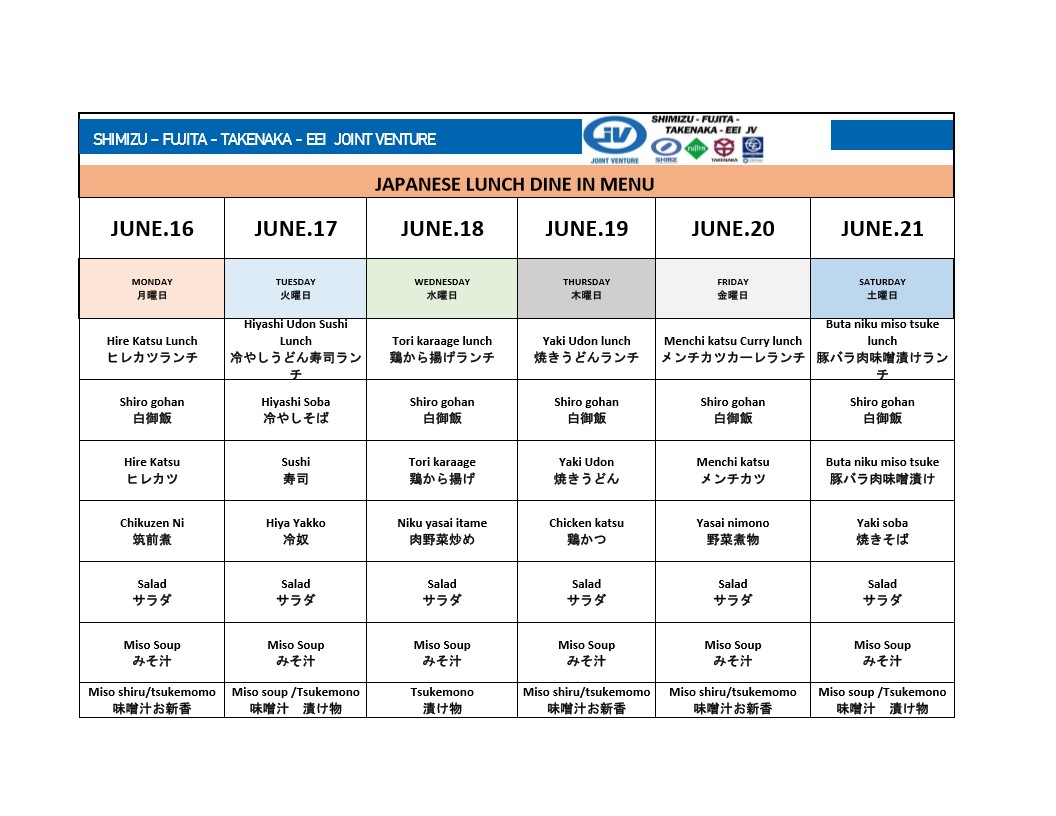 SHIMIZU – FUJITA - TAKENAKA - EEI JOINT VENTURE
JV
JOINT VENTURE
SHIMIZU - FUJITA -
TAKENAKA - EEI JV
JAPANESE LUNCH DINE IN MENU
JUNE.16 JUNE.17 JUNE.18 JUNE.19 JUNE.20 JUNE.21
MONDAY TUESDAY WEDNESDAY THURSDAY FRIDAY SATURDAY
月曜日 火曜日 水曜日 木曜日 金曜日 土曜日
Hire Katsu Lunch
ヒレカツランチ
Hiyashi Udon Sushi
Lunch
冷やしうどん寿司ラン
チ
Tori karaage lunch
鶏から揚げランチ
Yaki Udon lunch
焼きうどんランチ
Menchi katsu Curry lunch
メンチカツカーレランチ
Buta niku miso tsuke
lunch
豚バラ肉味噌漬けラン
チ
Shiro gohan Hiyashi Soba Shiro gohan Shiro gohan Shiro gohan Shiro gohan
白御飯 冷やしそば 白御飯 白御飯 白御飯 白御飯
Hire Katsu Sushi Tori karaage Yaki Udon Menchi katsu Buta niku miso tsuke
ヒレカツ 寿司 鶏から揚げ 焼きうどん メンチカツ 豚バラ肉味噌漬け
Chikuzen Ni Hiya Yakko Niku yasai itame Chicken katsu Yasai nimono Yaki soba
筑前煮 冷奴 肉野菜炒め 鶏かつ 野菜煮物 焼きそば
Salad Salad Salad Salad Salad Salad
サラダ サラダ サラダ サラダ サラダ サラダ
Miso Soup Miso Soup Miso Soup Miso Soup Miso Soup Miso Soup
みそ汁 みそ汁 みそ汁 みそ汁 みそ汁 みそ汁
Miso shiru/tsukemomo Miso soup /Tsukemono Tsukemono Miso shiru/tsukemomo Miso shiru/tsukemomo Miso soup /Tsukemono
味噌汁お新香 味噌汁　漬け物 漬け物 味噌汁お新香 味噌汁お新香 味噌汁　漬け物